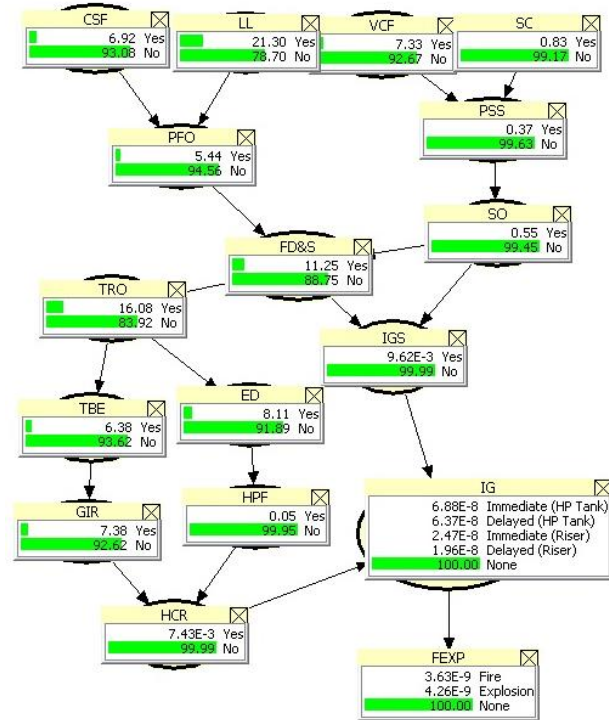 CSF
6.92 Yes
93.08 No
LL
21.30 Yes
78.70 No
VCF
7.33 Yes
92.67 No
SC
0.83 Yes
99.17 No
PFO
5.44 Yes
94.56 No
PSS
0.37 Yes
99.63 No
SO
0.55 Yes
99.45 No
FD&S
11.25 Yes
88.75 No
TRO
16.08 Yes
83.92 No
IGS
9.62E-3 Yes
99.99 No
TBE
6.38 Yes
93.62 No
ED
8.11 Yes
91.89 No
GIR
7.38 Yes
92.62 No
HPF
0.05 Yes
99.95 No
IG
6.88E-8 Immediate (HP Tank)
6.37E-8 Delayed (HP Tank)
2.47E-8 Immediate (Riser)
1.96E-8 Delayed (Riser)
100.00 None
HCR
7.43E-3 Yes
99.99 No
FEXP
3.63E-9 Fire
4.26E-9 Explosion
100.00 None